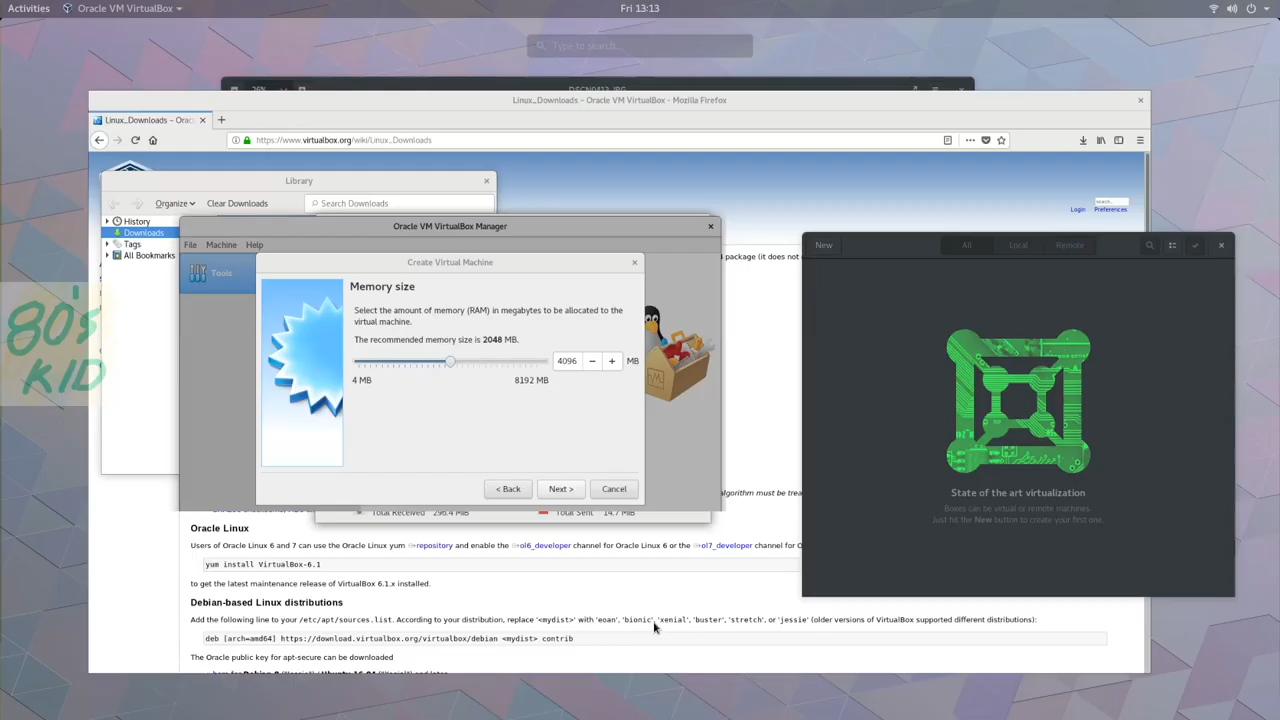 Activities
Oracle VM VirtualBox
Fri 13:13
Type to search...
26%
DSCN0413.JPG
Linux_Downloads – Oracle VM VirtualBox - Mozilla Firefox
Linux_Downloads – Orac
https://www.virtualbox.org/wiki/Linux_Downloads
search...
Login Preferences
Library
Organize Clear Downloads Search Downloads
History
Downloads
Tags
All Bookmarks
80's
KID
Oracle VM VirtualBox Manager
File Machine Help
Tools
Create Virtual Machine
Memory size
Select the amount of memory (RAM) in megabytes to be allocated to the
virtual machine.
The recommended memory size is 2048 MB.
4096 MB
4 MB 8192 MB
< Back Next > Cancel
package (it does not
New All Local Remote
State of the art virtualization
Boxes can be virtual or remote machines.
Just hit the New button to create your first one.
lgorithm must be trea
Total Received 296.4 MiB Total Sent 14.7 MiB
Oracle Linux
Users of Oracle Linux 6 and 7 can use the Oracle Linux yum repository and enable the ol6_developer channel for Oracle Linux 6 or the ol7_developer channel for O
yum install VirtualBox-6.1
to get the latest maintenance release of VirtualBox 6.1.x installed.
Debian-based Linux distributions
Add the following line to your /etc/apt/sources.list. According to your distribution, replace '<mydist>' with 'eoan', 'bionic', 'xenial', 'buster', 'stretch', or 'jessie' (older versions of VirtualBox supported different distributions):
deb [arch=amd64] https://download.virtualbox.org/virtualbox/debian <mydist> contrib
The Oracle public key for apt-secure can be downloaded